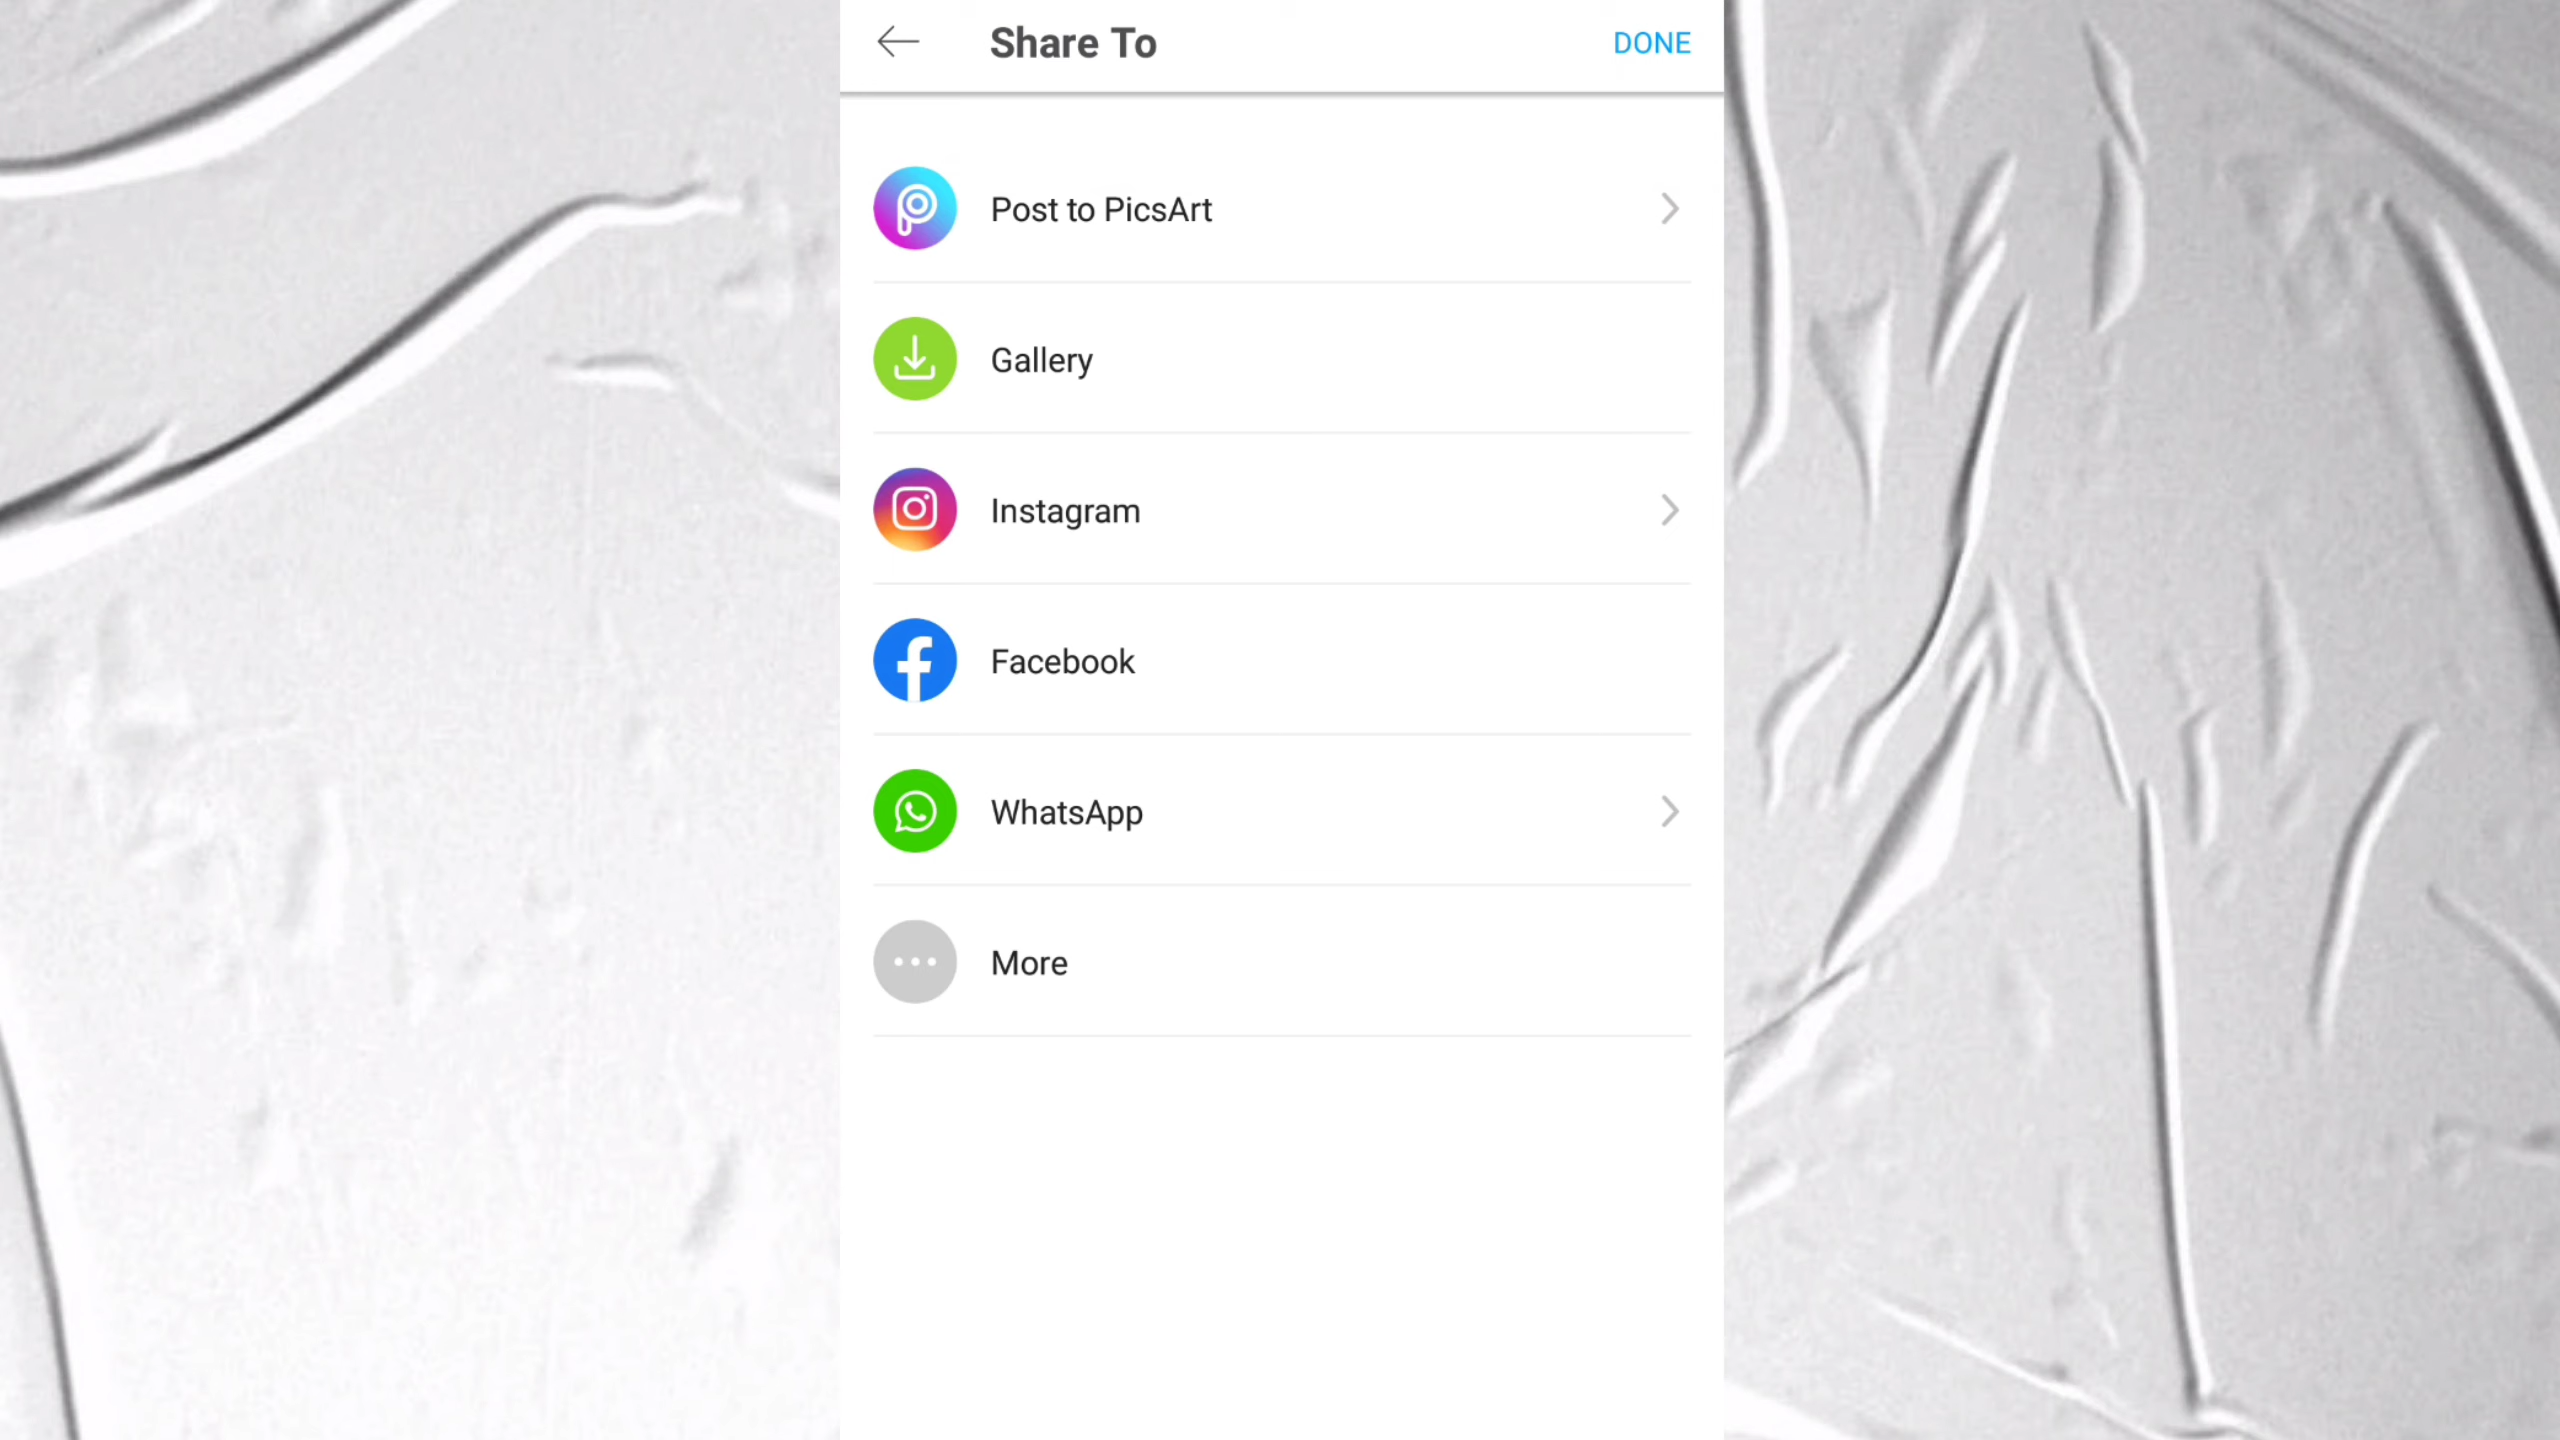 Share To
DONE
Post to PicsArt
Gallery
Instagram
Facebook
WhatsApp
More